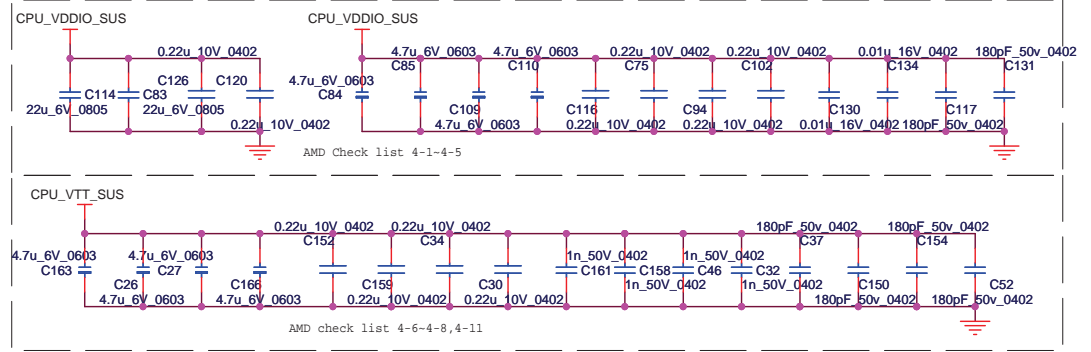 CPU_VDDIO_SUS CPU_VDDIO_SUS
0.22u_10V_0402 4.7u_6V_0603 4.7u_6V_0603 0.22u_10V_0402 0.22u_10V_0402 0.01u_16V_0402 180pF_50v_0402
C85 C110 C75 C102 C134 C131
C126 C120 4.7u_6V_0603
C114 C83 C84
22u_6V_0805 22u_6V_0805 C109 C116 C94 C130 C117
0.22u_10V_0402 4.7u_6V_0603 0.22u_10V_0402 0.22u_10V_0402 0.01u_16V_0402 180pF_50v_0402
AMD Check list 4-1~4-5
CPU_VTT_SUS
0.22u_10V_0402 0.22u_10V_0402 180pF_50v_0402 180pF_50v_0402
C152 C34 C37 C154
4.7u_6V_0603 4.7u_6V_0603 1n_50V_0402 1n_50V_0402
C163 C27 C161 C158 C46 C32
C26 C166 C159 C30 1n_50V_0402 1n_50V_0402 C150 C52
4.7u_6V_0603 4.7u_6V_0603 0.22u_10V_0402 0.22u_10V_0402 180pF_50v_0402 180pF_50v_0402
AMD check list 4-6~4-8,4-11